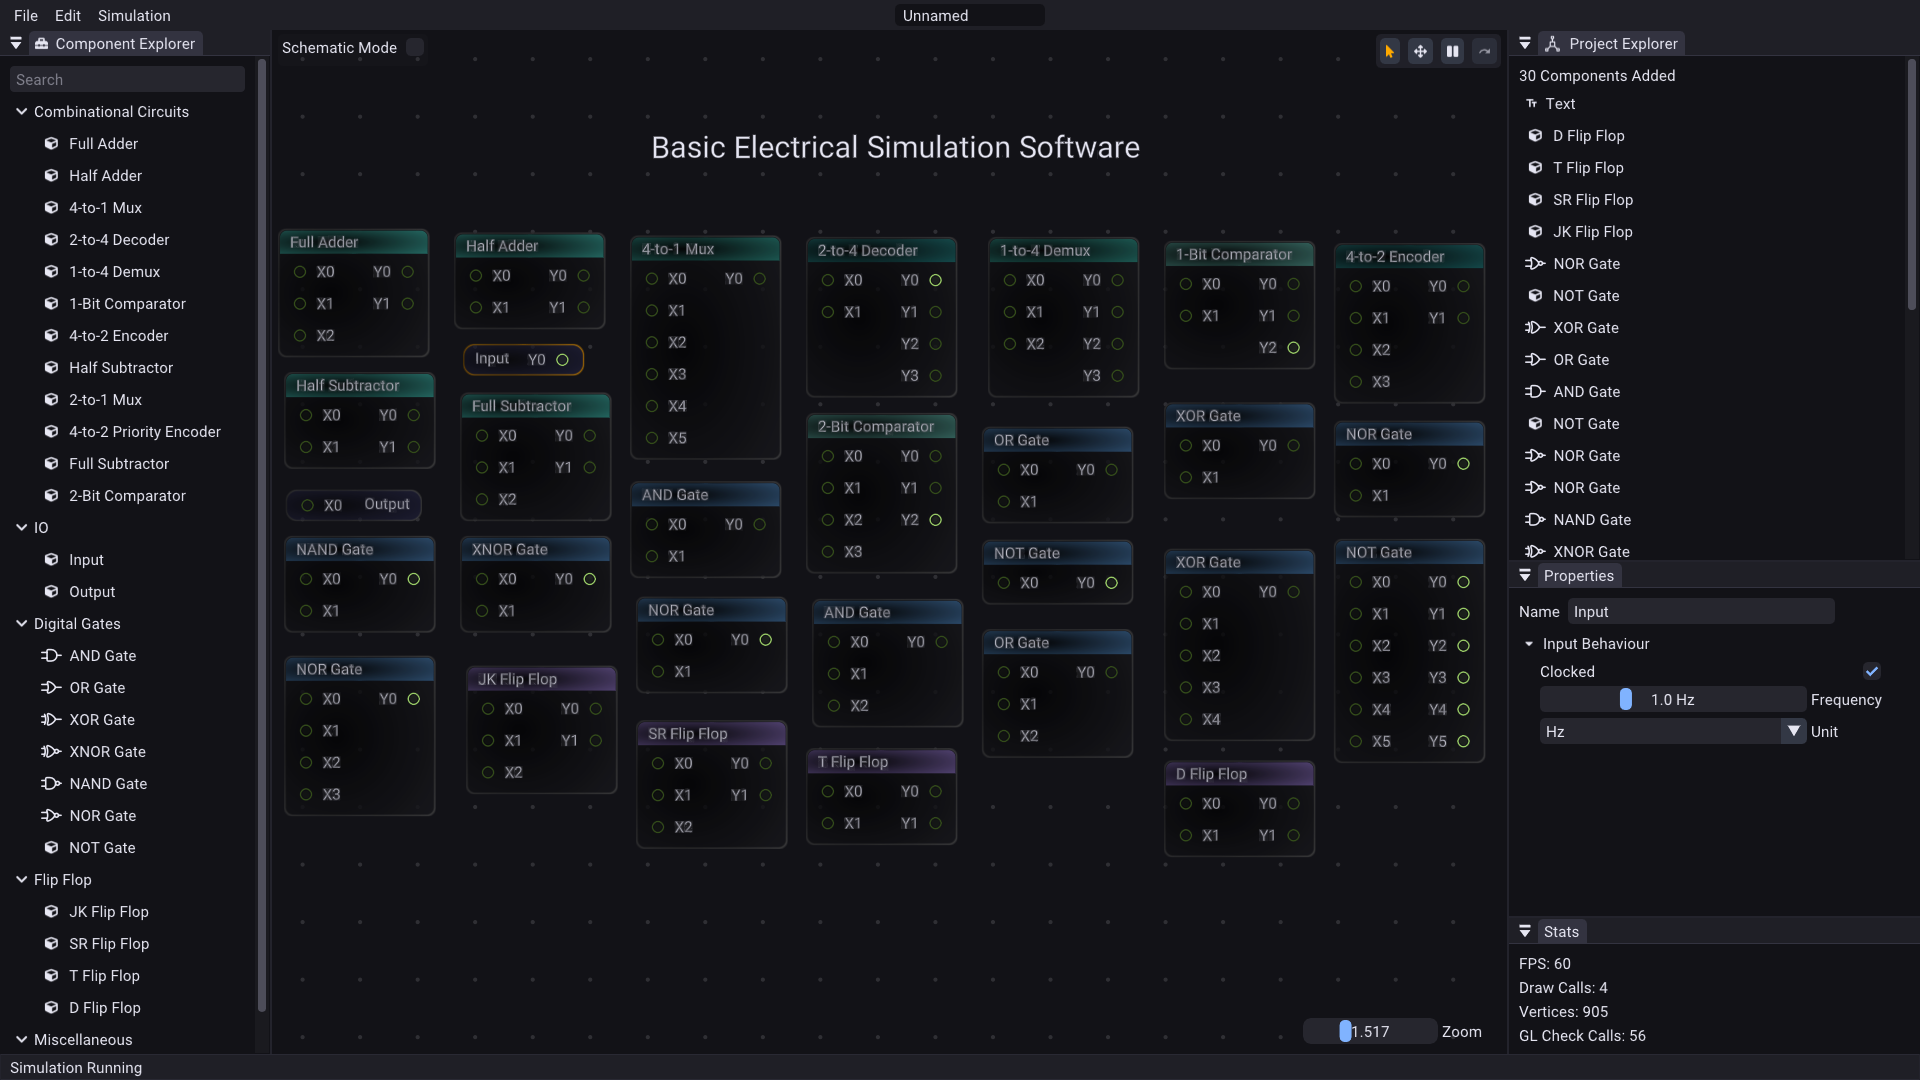 File Edit Simulation
Unnamed
Component Explorer
Search
Combinational Circuits
Full Adder
Half Adder
4-to-1 Mux
2-to-4 Decoder
1-to-4 Demux
1-Bit Comparator
4-to-2 Encoder
Half Subtractor
2-to-1 Mux
4-to-2 Priority Encoder
Full Subtractor
2-Bit Comparator
IO
Input
Output
Digital Gates
AND Gate
OR Gate
XOR Gate
XNOR Gate
NAND Gate
NOR Gate
NOT Gate
Flip Flop
JK Flip Flop
SR Flip Flop
T Flip Flop
D Flip Flop
Miscellaneous
Simulation Running
Schematic Mode
Basic Electrical Simulation Software
Full Adder
X0 Y0
X1 Y1
X2
Half Subtractor
X0 Y0
X1 Y1
X0 Output
NAND Gate
X0 Y0
X1
NOR Gate
X0 Y0
X1
X2
X3
Half Adder
X0 Y0
X1 Y1
Input Y0
Full Subtractor
X0 Y0
X1 Y1
X2
XNOR Gate
X0 Y0
X1
JK Flip Flop
X0 Y0
X1 Y1
X2
4-to-1 Mux
X0 Y0
X1
X2
X3
X4
X5
AND Gate
X0 Y0
X1
NOR Gate
X0 Y0
X1
SR Flip Flop
X0 Y0
X1 Y1
X2
2-to-4 Decoder
X0 Y0
X1 Y1
Y2
Y3
2-Bit Comparator
X0 Y0
X1 Y1
X2 Y2
X3
AND Gate
X0 Y0
X1
X2
T Flip Flop
X0 Y0
X1 Y1
1-to-4 Demux
X0 Y0
X1 Y1
X2 Y2
Y3
OR Gate
X0 Y0
X1
NOT Gate
X0 Y0
OR Gate
X0 Y0
X1
X2
1-Bit Comparator
X0 Y0
X1 Y1
Y2
XOR Gate
X0 Y0
X1
XOR Gate
X0 Y0
X1
X2
X3
X4
D Flip Flop
X0 Y0
X1 Y1
4-to-2 Encoder
X0 Y0
X1 Y1
X2
X3
NOR Gate
X0 Y0
X1
NOT Gate
X0 Y0
X1 Y1
X2 Y2
X3 Y3
X4 Y4
X5 Y5
1.517 Zoom
Project Explorer
30 Components Added
Text
D Flip Flop
T Flip Flop
SR Flip Flop
JK Flip Flop
NOR Gate
NOT Gate
XOR Gate
OR Gate
AND Gate
NOT Gate
NOR Gate
NOR Gate
NAND Gate
XNOR Gate
Properties
Name Input
Input Behaviour
Clocked
1.0 Hz Frequency
Hz Unit
Stats
FPS: 60
Draw Calls: 4
Vertices: 905
GL Check Calls: 56